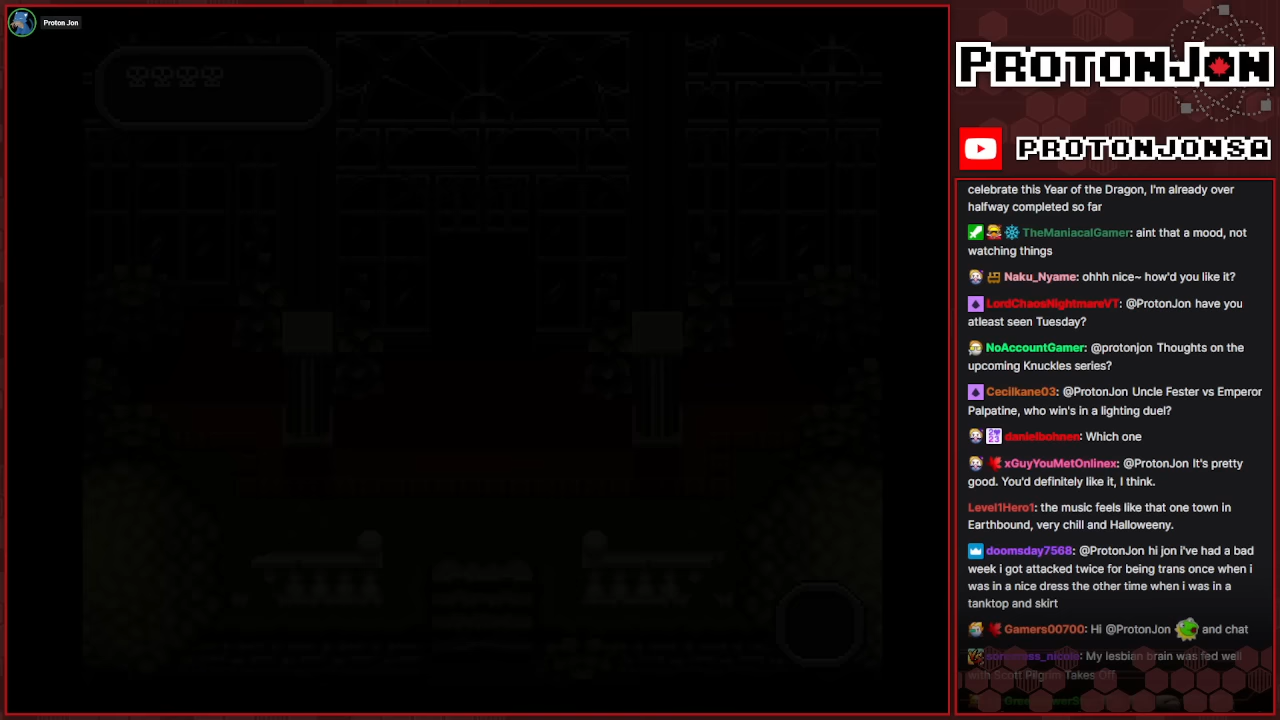 Proton Jon
PROTONJON
PROTONJONSA
celebrate this Year of the Dragon, I'm already over
halfway completed so far
TheManiacalGamer: aint that a mood, not
watching things
Naku_Nyame: ohhh nice~ how'd you like it?
LordChaosNightmareVT: @ProtonJon have you
atleast seen Tuesday?
NoAccountGamer: @protonjon Thoughts on the
upcoming Knuckles series?
Cecilkane03: @ProtonJon Uncle Fester vs Emperor
Palpatine, who win's in a lighting duel?
danielbohnen: Which one
xGuyYouMetOnlinex: @ProtonJon It's pretty
good. You'd definitely like it, I think.
Level1Hero1: the music feels like that one town in
Earthbound, very chill and Halloweeny.
doomsday7568: @ProtonJon hi jon i've had a bad
week i got attacked twice for being trans once when i
was in a nice dress the other time when i was in a
tanktop and skirt
Gamers00700: Hi @ProtonJon and chat
My lesbian brain was fed well
with Scott Pilgrim Takes Off